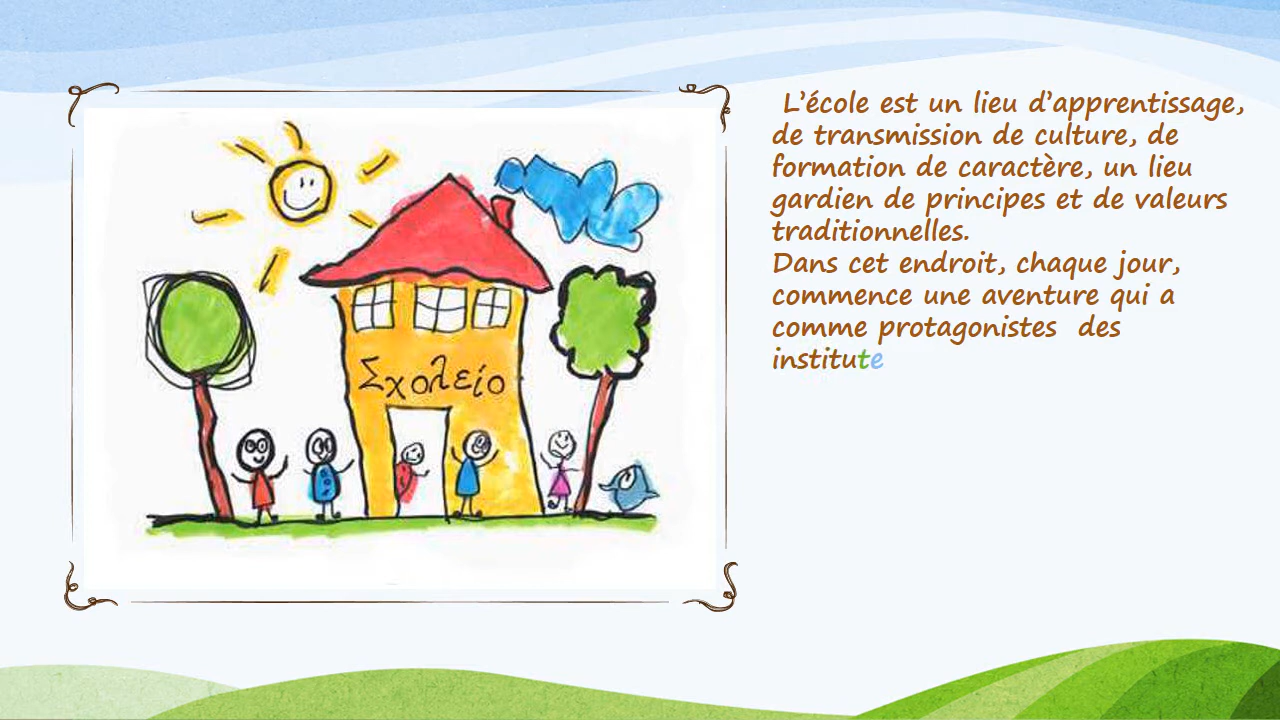 Σχολείο
L’école est un lieu d’apprentissage,
de transmission de culture, de
formation de caractère, un lieu
gardien de principes et de valeurs
traditionnelles.
Dans cet endroit, chaque jour,
commence une aventure qui a
comme protagonistes des
institute